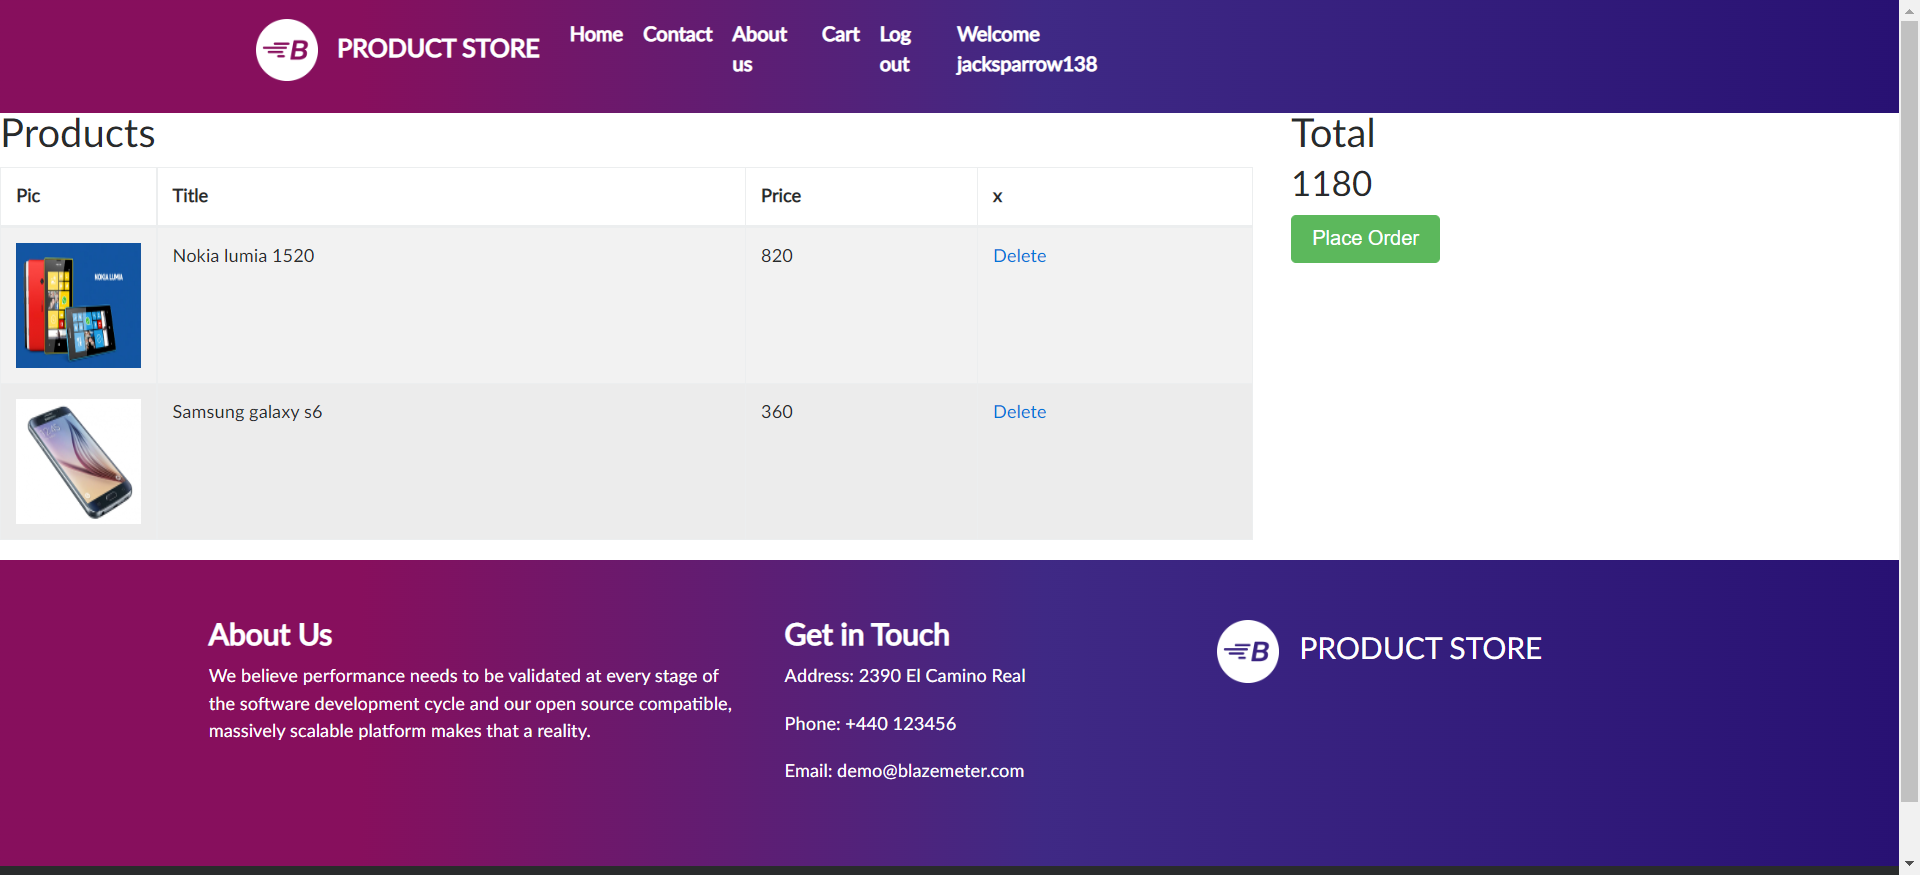 B PRODUCT STORE Home Contact About us Cart Log out Welcome jacksparrow138
Products
Total
1180
Place Order
Pic Title Price x
NOKIA LUMIA
Nokia lumia 1520 820 Delete
Samsung galaxy s6 360 Delete
About Us
We believe performance needs to be validated at every stage of
the software development cycle and our open source compatible,
massively scalable platform makes that a reality.
Get in Touch
Address: 2390 El Camino Real
Phone: +440 123456
Email: demo@blazemeter.com
B PRODUCT STORE